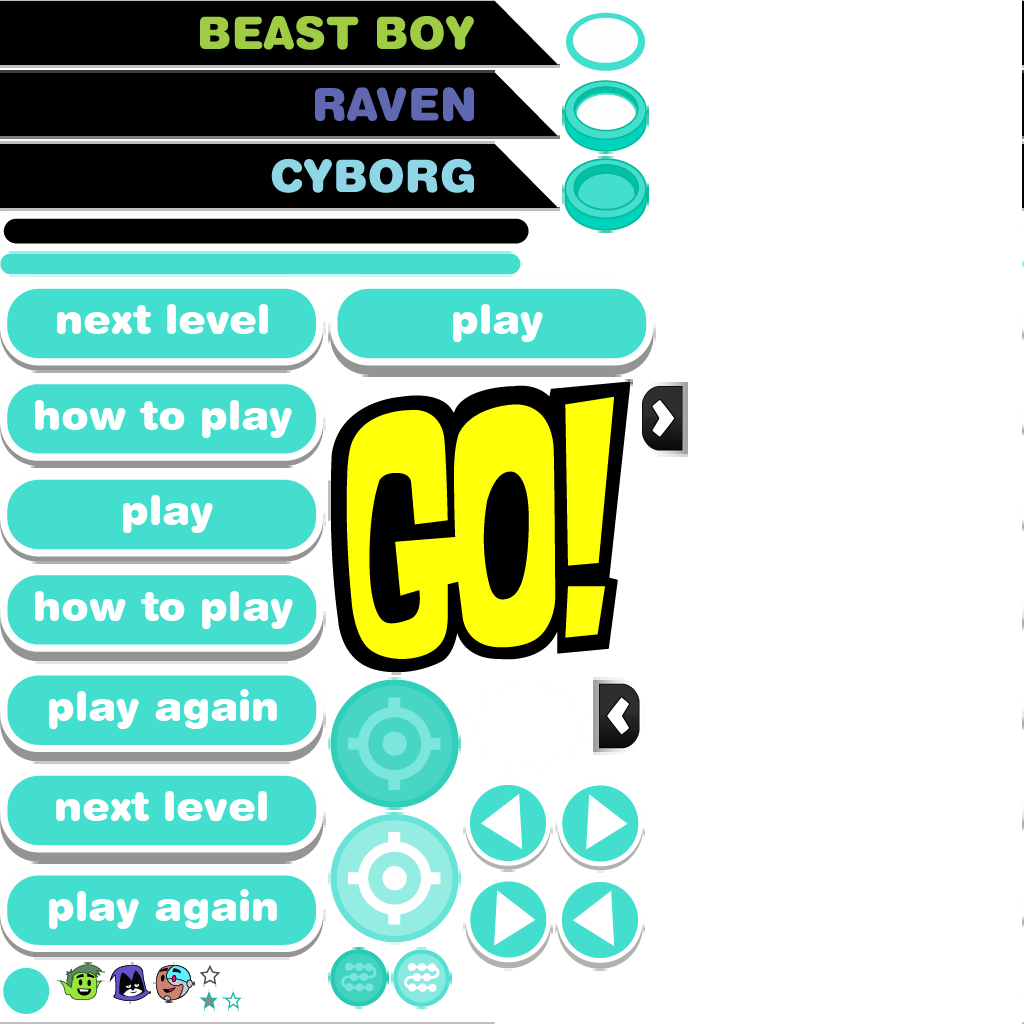 BEAST BOY
RAVEN
CYBORG
next level
play
how to play
GO!
play
how to play
play again
next level
play again